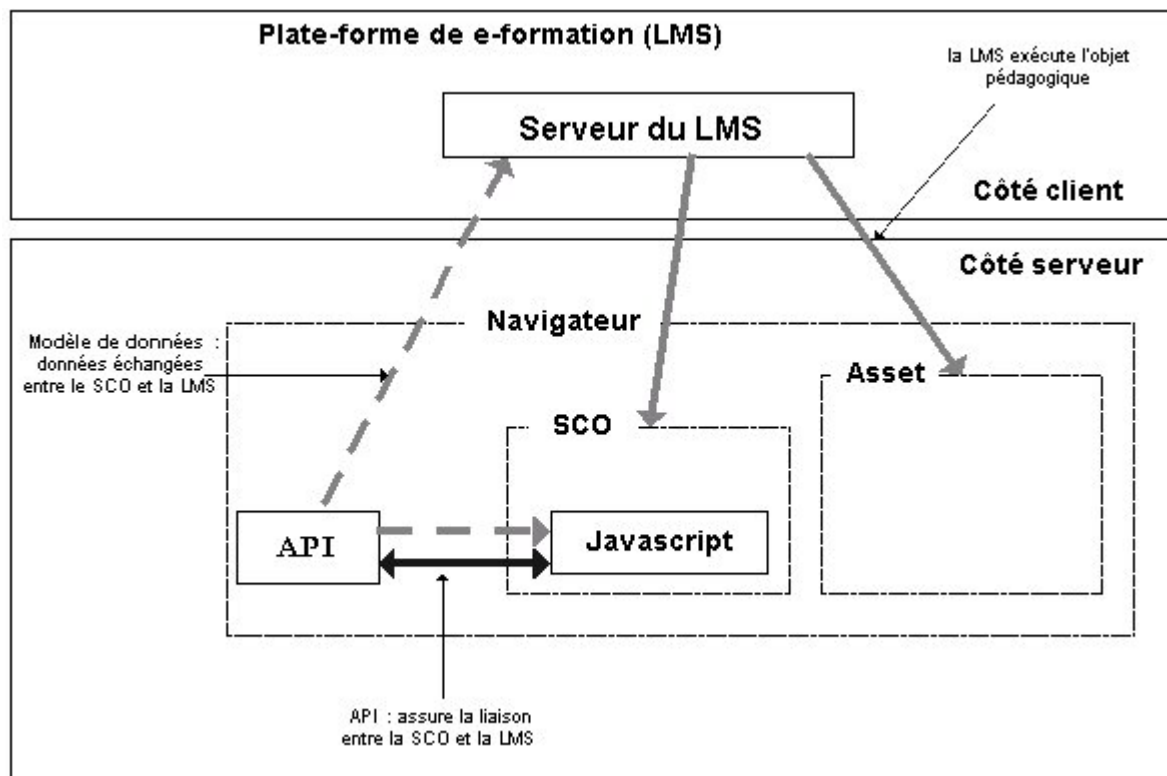 Plate-forme de e-formation (LMS)
la LMS exécute l'objet
pédagogique
Serveur du LMS
Côté client
Côté serveur
Navigateur
Modèle de données :
données échangées
entre le SCO et la LMS
Asset
SCO
API
Javascript
API : assure la liaison
entre la SCO et la LMS